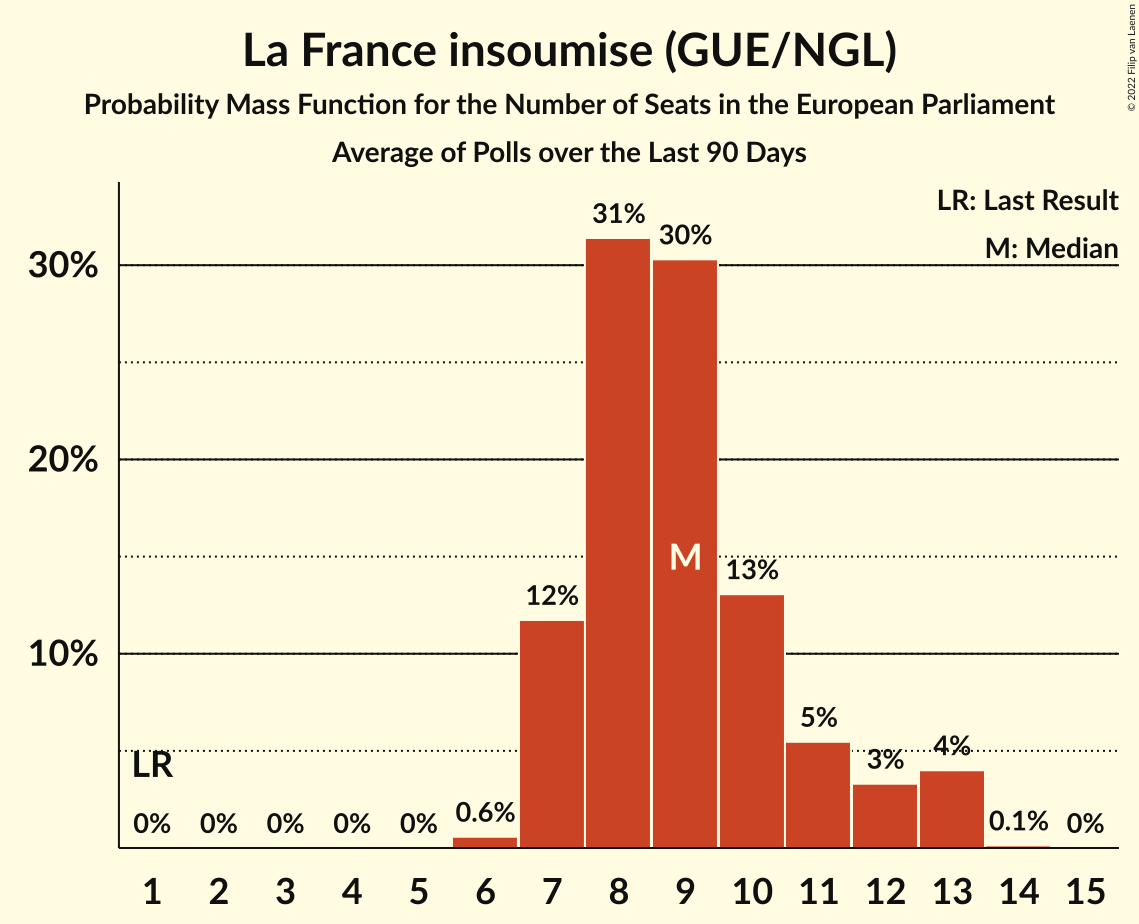 La France insoumise (GUE/NGL)
Probability Mass Function for the Number of Seats in the European Parliament
Average of Polls over the Last 90 Days
© 2022 Filip van Laenen
LR: Last Result
M: Median
31%
30%
30%
20%
M
13%
12%
10%
5%
LR
3%
4%
0% 0% 0% 0% 0% 0.6% 0.1% 0%
1 2 3 4 5 6 7 8 9 10 11 12 13 14 15